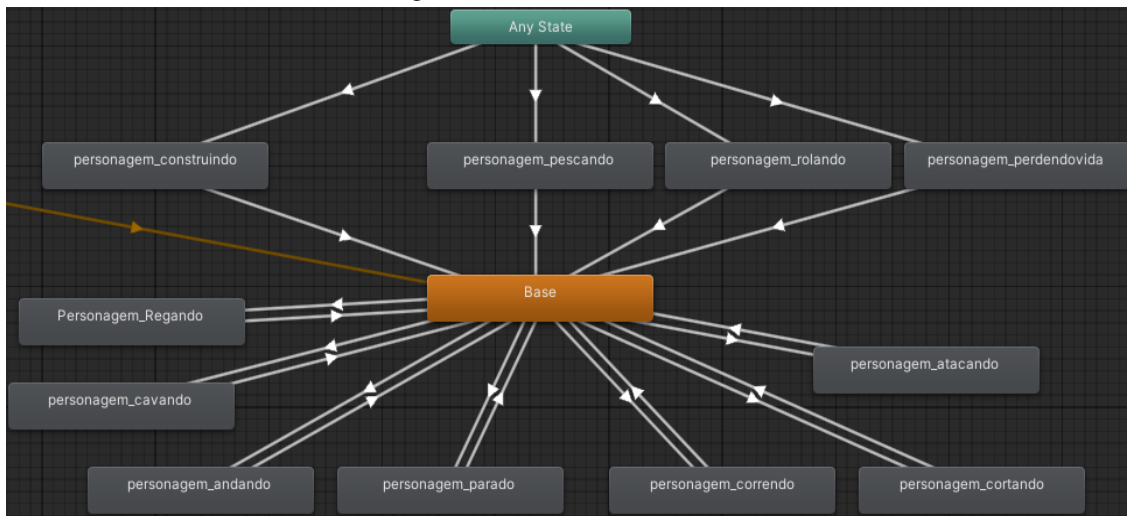 Any State
personagem_construindo
personagem_pescando
personagem_rolando
personagem_perdendovida
Base
Personagem_Regando
personagem_atacando
personagem_cavando
personagem_andando
personagem_parado
personagem_correndo
personagem_cortando